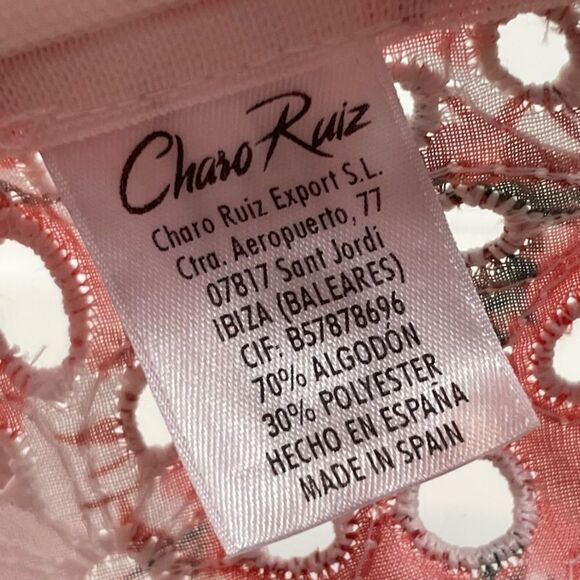 Charo Ruiz
Charo Ruiz Export S.L.
Ctra. Aeropuerto, 77
07817 Sant Jordi
IBIZA (BALEARES)
CIF: B57878696
70% ALGODÓN
30% POLYESTER
HECHO EN ESPAÑA
MADE IN SPAIN